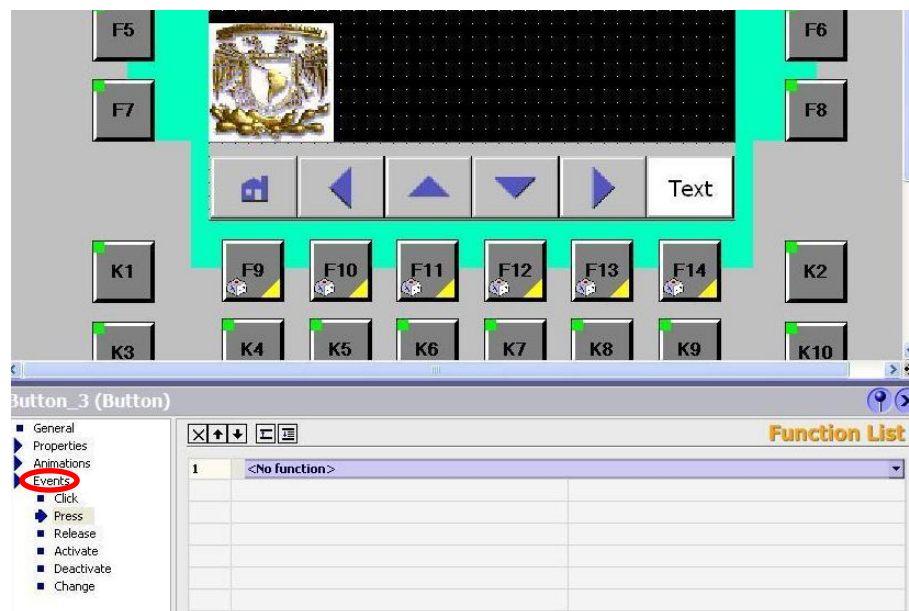 F5
F6
F7
F8
Text
K1
F9
F10
F11
F12
F13
F14
K2
K3
K4
K5
K6
K7
K8
K9
K10
Button_3 (Button)
General
Properties
Animations
Events
Click
Press
Release
Activate
Deactivate
Change
Function List
1 <No function>